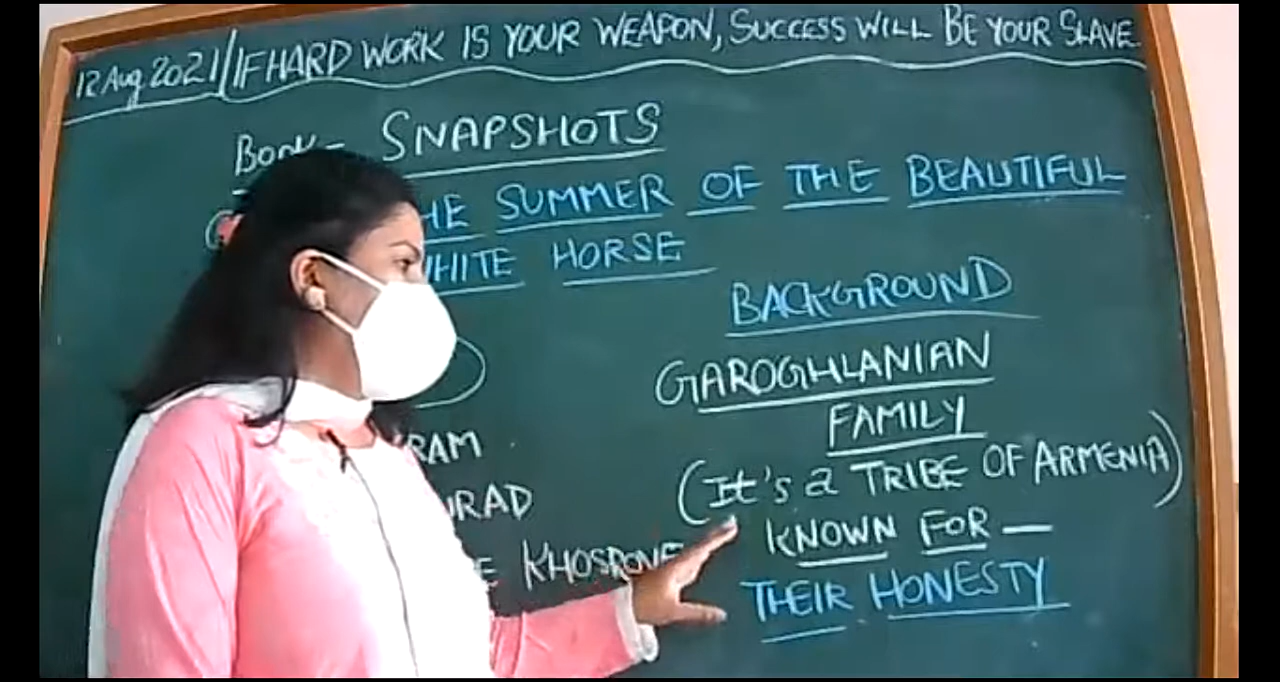 12 Aug 2021/IF HARD WORK IS YOUR WEAPON, SUCCESS WILL BE YOUR SLAVE
Book - SNAPSHOTS
THE SUMMER OF THE BEAUTIFUL
WHITE HORSE
BACKGROUND
GAROGHLANIAN
FAMILY
(It's a TRIBE OF ARMENIA)
KNOWN FOR —
THEIR HONESTY
RAM
URAD
E KHOSROVE